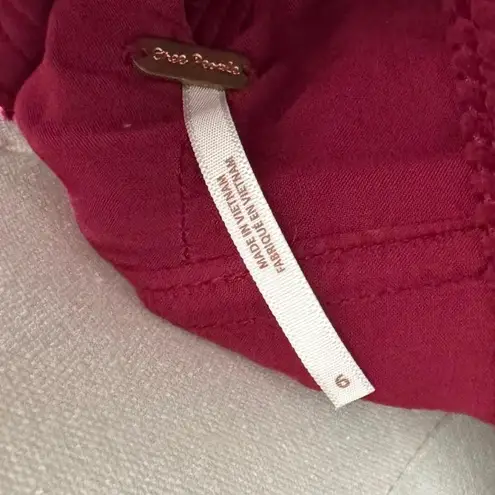 Free People
MADE IN VIETNAM
FABRIQUÉ EN VIETNAM
6